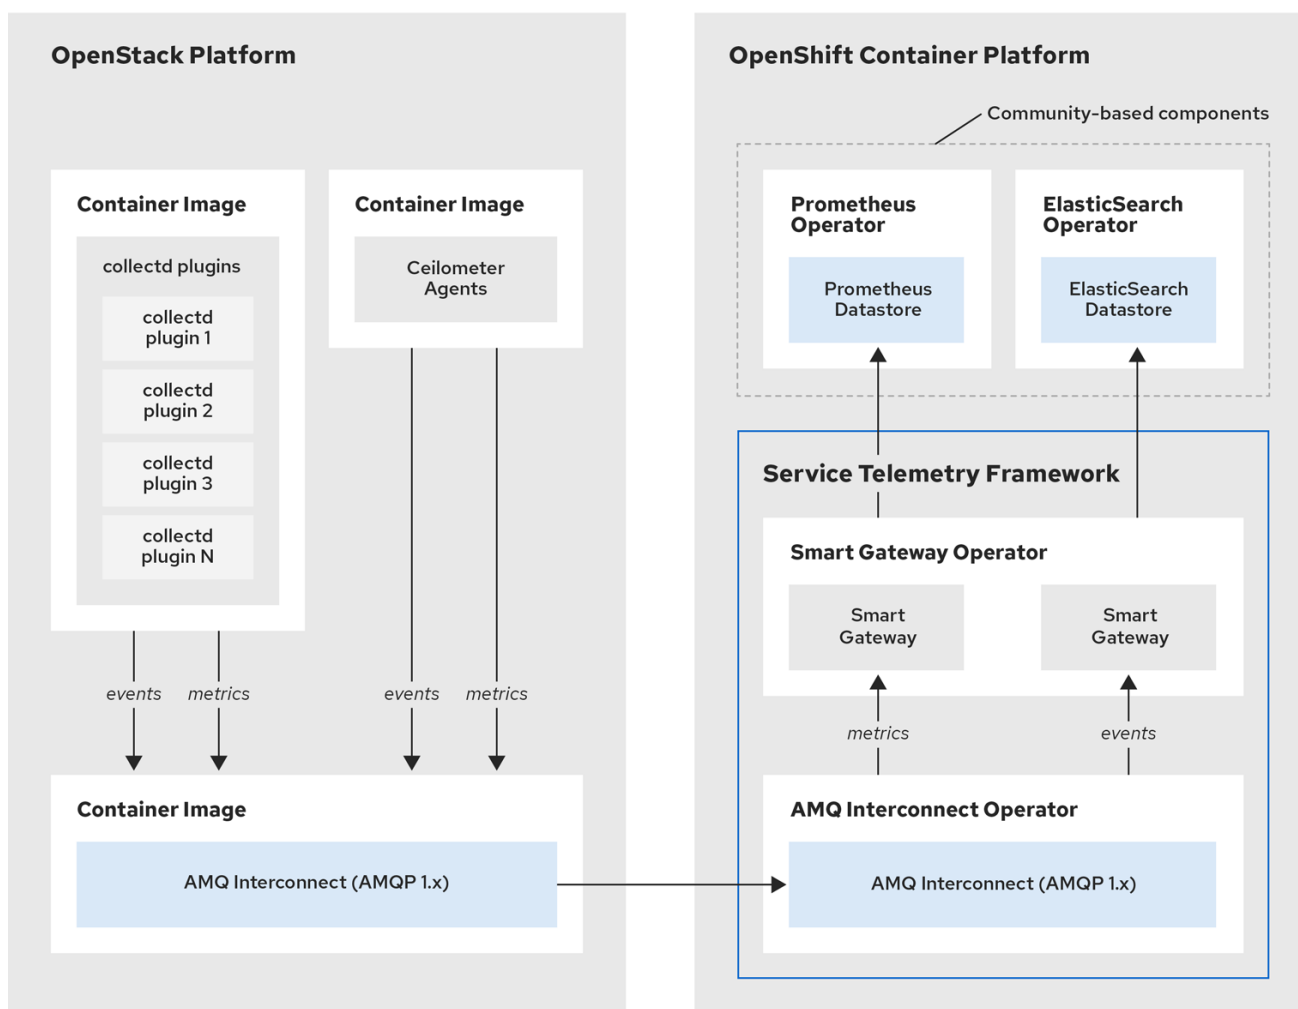 OpenStack Platform
Container Image
collectd plugins
collectd
plugin 1
collectd
plugin 2
collectd
plugin 3
collectd
plugin N
Container Image
Ceilometer
Agents
events
metrics
events
metrics
Container Image
AMQ Interconnect (AMQP 1.x)
OpenShift Container Platform
Community-based components
Prometheus
Operator
Prometheus
Datastore
ElasticSearch
Operator
ElasticSearch
Datastore
Service Telemetry Framework
Smart Gateway Operator
Smart
Gateway
Smart
Gateway
metrics
events
AMQ Interconnect Operator
AMQ Interconnect (AMQP 1.x)